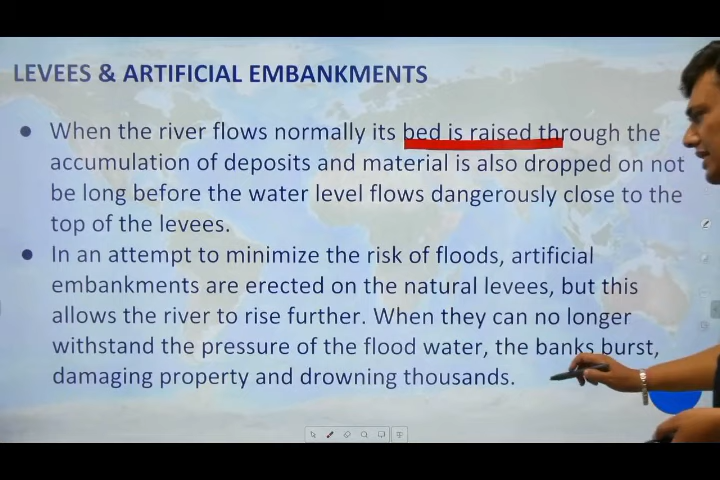 LEVEES & ARTIFICIAL EMBANKMENTS
● When the river flows normally its bed is raised through the
accumulation of deposits and material is also dropped on not
be long before the water level flows dangerously close to the
top of the levees.
● In an attempt to minimize the risk of floods, artificial
embankments are erected on the natural levees, but this
allows the river to rise further. When they can no longer
withstand the pressure of the flood water, the banks burst,
damaging property and drowning thousands.